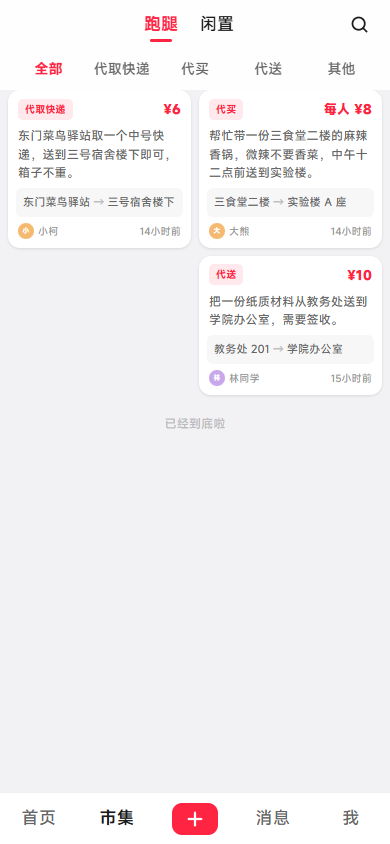 跑腿 闲置
全部 代取快递 代买 代送 其他
代取快递 ¥6
东门菜鸟驿站取一个中号快
递，送到三号宿舍楼下即可，
箱子不重。
东门菜鸟驿站 → 三号宿舍楼下
小 小柯 14小时前
代买 每人 ¥8
帮忙带一份三食堂二楼的麻辣
香锅，微辣不要香菜，中午十
二点前送到实验楼。
三食堂二楼 → 实验楼 A 座
大 大熊 14小时前
代送 ¥10
把一份纸质材料从教务处送到
学院办公室，需要签收。
教务处 201 → 学院办公室
林 林同学 15小时前
已经到底啦
首页 市集 + 消息 我